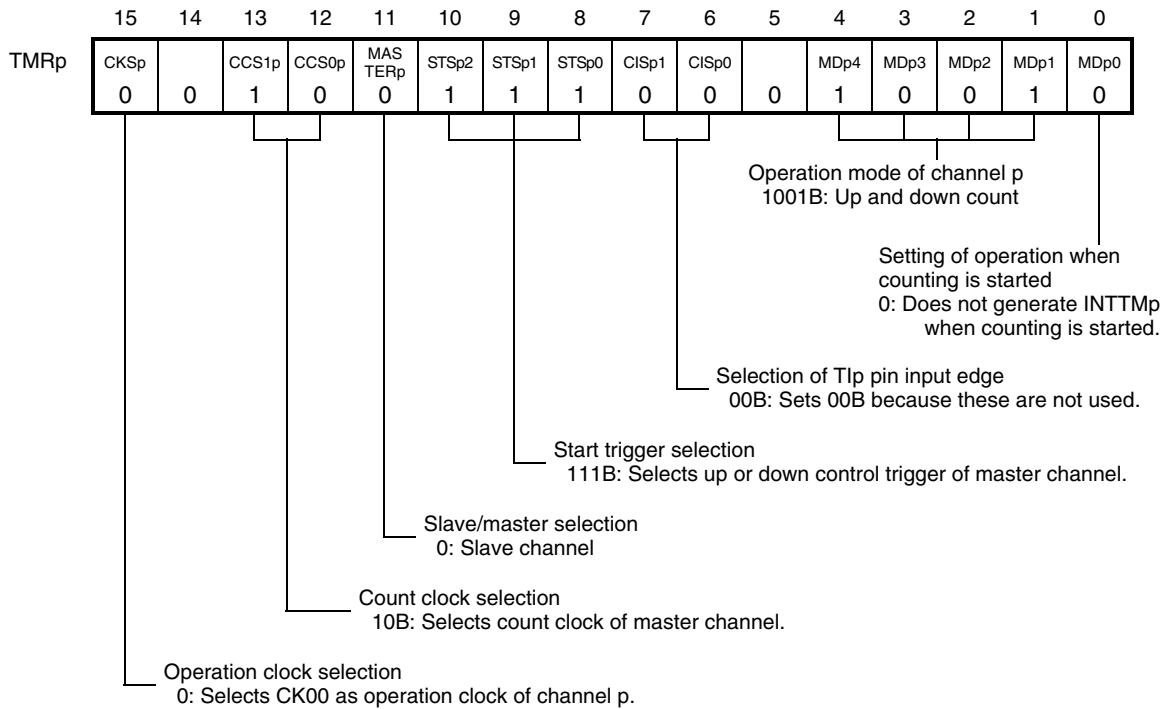 15 14 13 12 11 10 9 8 7 6 5 4 3 2 1 0
TMRp
CKSp CCS1p CCS0p MAS TERp STSp2 STSp1 STSp0 CISp1 CISp0 MDp4 MDp3 MDp2 MDp1 MDp0
0 0 1 0 0 1 1 1 0 0 0 1 0 0 1 0
Operation mode of channel p
1001B: Up and down count
Setting of operation when
counting is started
0: Does not generate INTTMp
when counting is started.
Selection of TIp pin input edge
00B: Sets 00B because these are not used.
Start trigger selection
111B: Selects up or down control trigger of master channel.
Slave/master selection
0: Slave channel
Count clock selection
10B: Selects count clock of master channel.
Operation clock selection
0: Selects CK00 as operation clock of channel p.